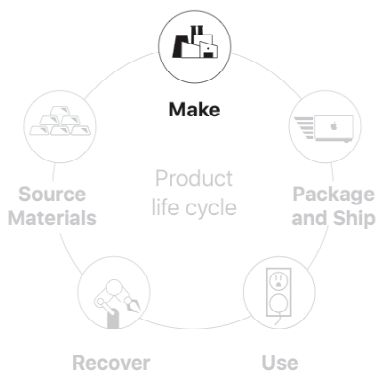 Make
Source
Materials
Product
life cycle
Package
and Ship
Recover
Use